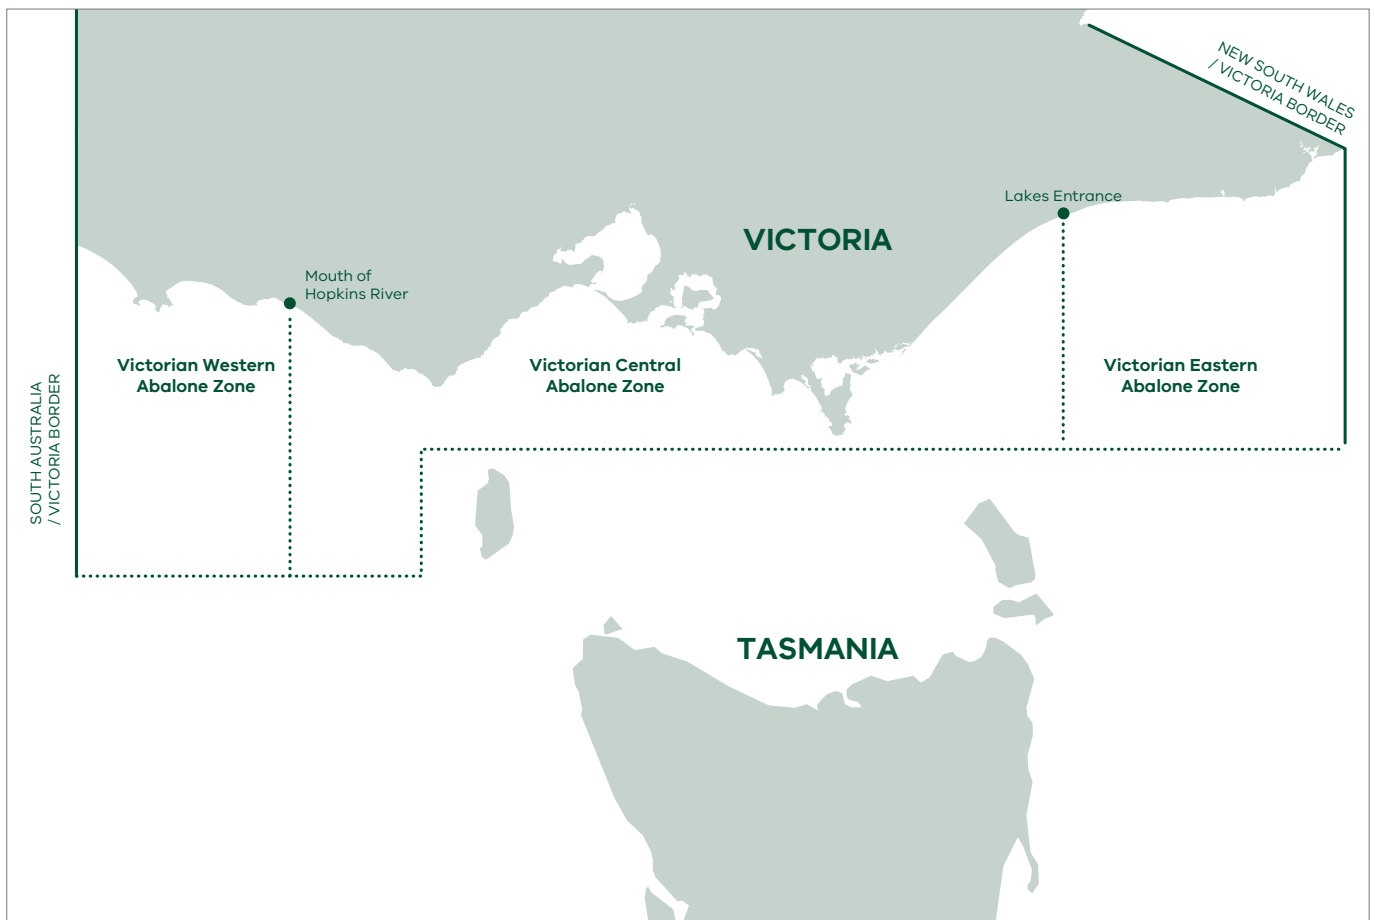 NEW SOUTH WALES
/ VICTORIA BORDER
Lakes Entrance
VICTORIA
Mouth of
Hopkins River
Victorian Western
Abalone Zone
Victorian Central
Abalone Zone
Victorian Eastern
Abalone Zone
SOUTH AUSTRALIA
/ VICTORIA BORDER
TASMANIA